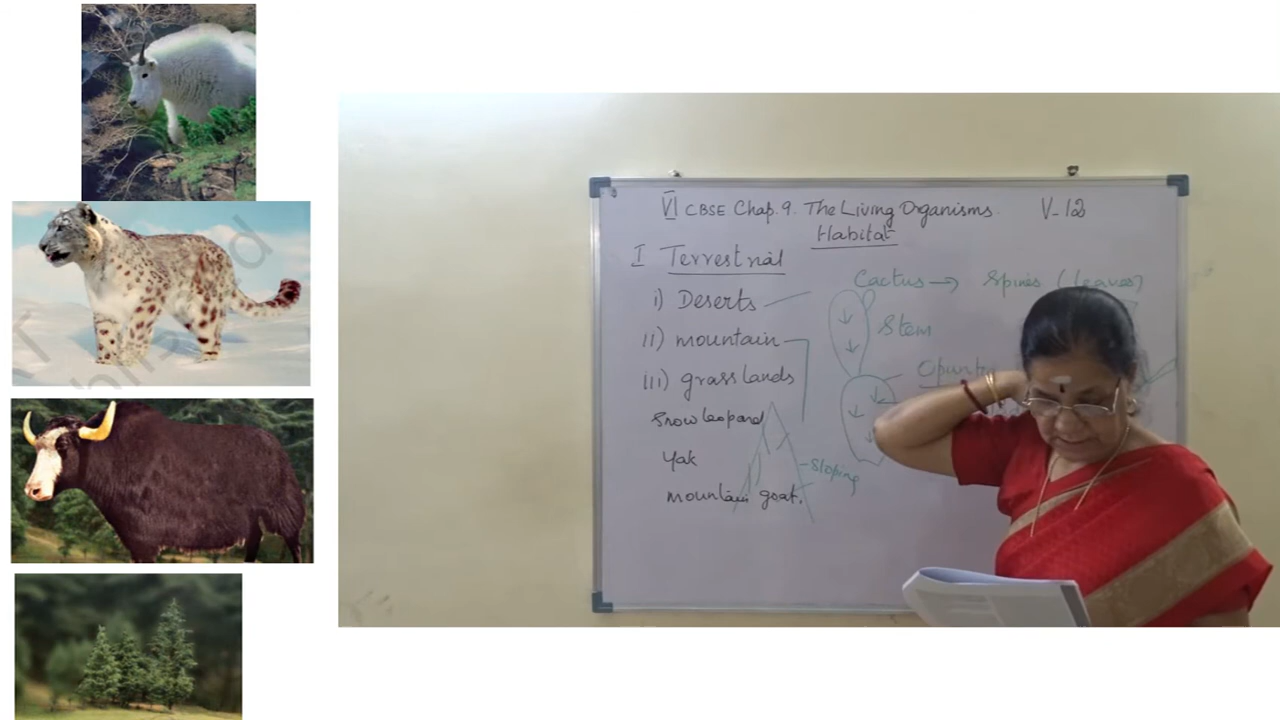 VI CBSE Chap. 9. The Living Organisms. V-12
Habitat
I Terrestrial
i) Deserts
ii) mountain
iii) grasslands
Snow leopard
Yak
mountain goat.
Cactus → Spines (leaves)
Stem
Sloping